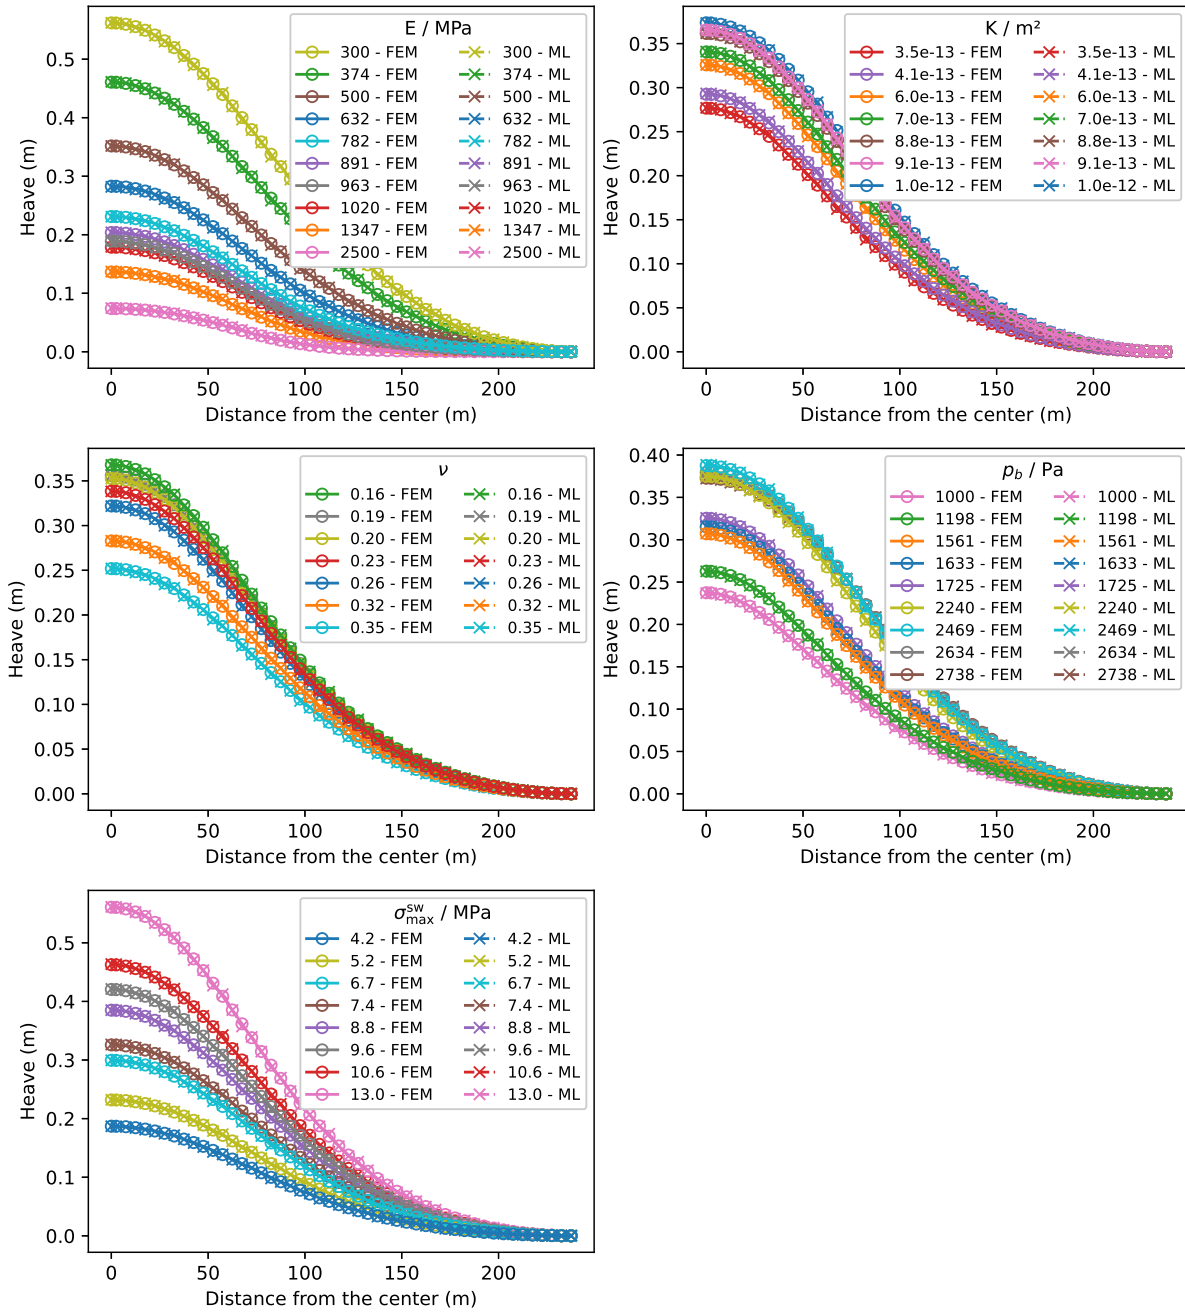 E / MPa
300 - FEM 300 - ML
374 - FEM 374 - ML
500 - FEM 500 - ML
632 - FEM 632 - ML
782 - FEM 782 - ML
891 - FEM 891 - ML
963 - FEM 963 - ML
1020 - FEM 1020 - ML
1347 - FEM 1347 - ML
2500 - FEM 2500 - ML
Heave (m)
0.5
0.4
0.3
0.2
0.1
0.0
0 50 100 150 200
Distance from the center (m)
K / m²
3.5e-13 - FEM 3.5e-13 - ML
4.1e-13 - FEM 4.1e-13 - ML
6.0e-13 - FEM 6.0e-13 - ML
7.0e-13 - FEM 7.0e-13 - ML
8.8e-13 - FEM 8.8e-13 - ML
9.1e-13 - FEM 9.1e-13 - ML
1.0e-12 - FEM 1.0e-12 - ML
Heave (m)
0.35
0.30
0.25
0.20
0.15
0.10
0.05
0.00
0 50 100 150 200
Distance from the center (m)
ν
0.16 - FEM 0.16 - ML
0.19 - FEM 0.19 - ML
0.20 - FEM 0.20 - ML
0.23 - FEM 0.23 - ML
0.26 - FEM 0.26 - ML
0.32 - FEM 0.32 - ML
0.35 - FEM 0.35 - ML
Heave (m)
0.35
0.30
0.25
0.20
0.15
0.10
0.05
0.00
0 50 100 150 200
Distance from the center (m)
p_b / Pa
1000 - FEM 1000 - ML
1198 - FEM 1198 - ML
1561 - FEM 1561 - ML
1633 - FEM 1633 - ML
1725 - FEM 1725 - ML
2240 - FEM 2240 - ML
2469 - FEM 2469 - ML
2634 - FEM 2634 - ML
2738 - FEM 2738 - ML
Heave (m)
0.40
0.35
0.30
0.25
0.20
0.15
0.10
0.05
0.00
0 50 100 150 200
Distance from the center (m)
σ_max^sw / MPa
4.2 - FEM 4.2 - ML
5.2 - FEM 5.2 - ML
6.7 - FEM 6.7 - ML
7.4 - FEM 7.4 - ML
8.8 - FEM 8.8 - ML
9.6 - FEM 9.6 - ML
10.6 - FEM 10.6 - ML
13.0 - FEM 13.0 - ML
Heave (m)
0.5
0.4
0.3
0.2
0.1
0.0
0 50 100 150 200
Distance from the center (m)